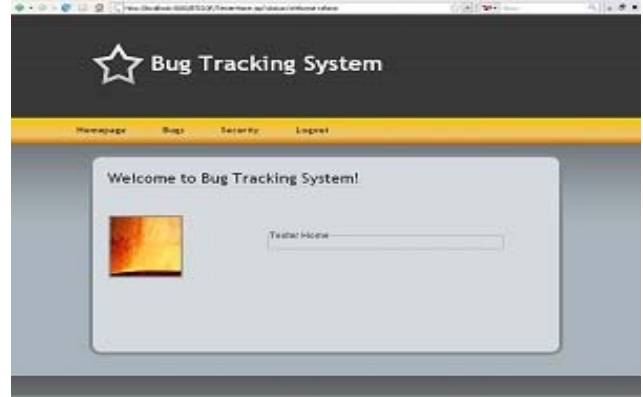 Bug Tracking System
Homepage Bugs Security Logout
Welcome to Bug Tracking System!
Tester Home